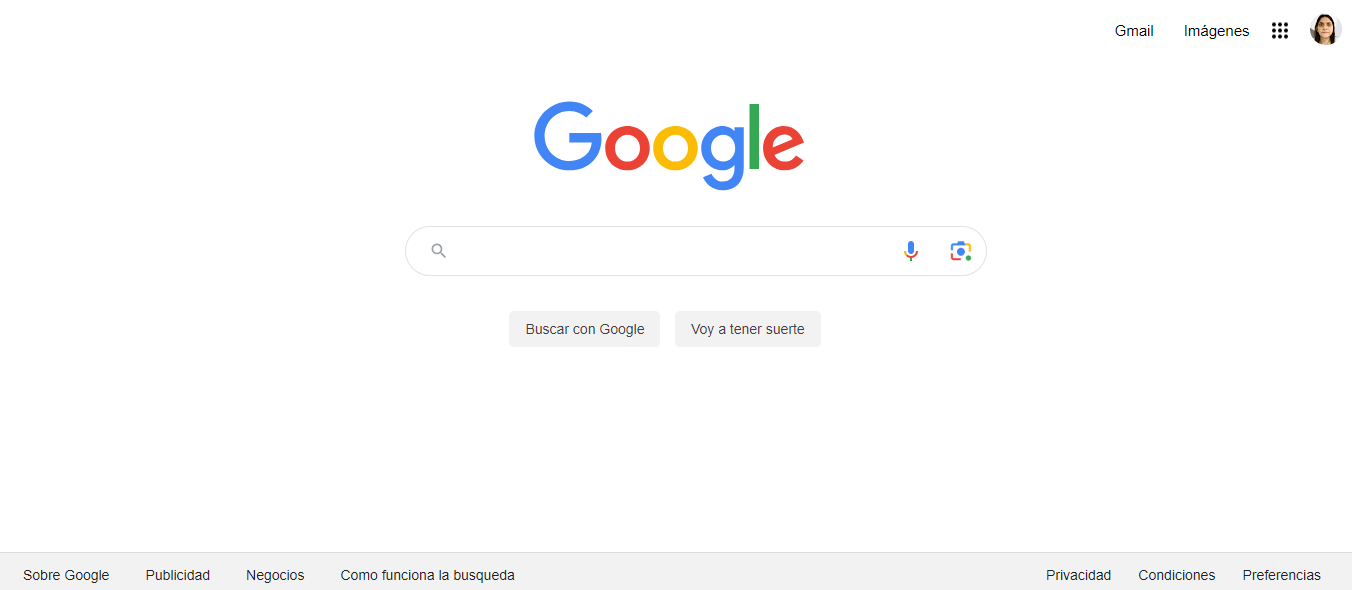 Gmail Imágenes
Google
Buscar con Google Voy a tener suerte
Sobre Google Publicidad Negocios Como funciona la busqueda Privacidad Condiciones Preferencias